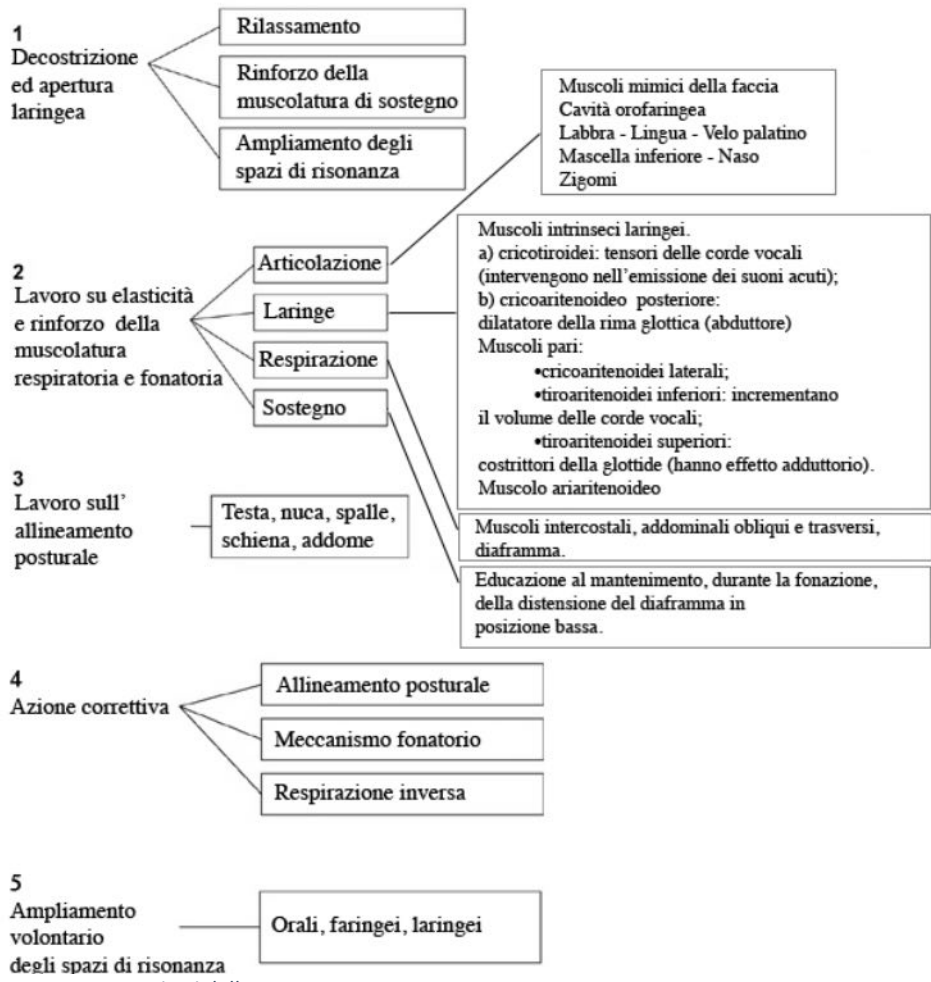 1
Decostrizione
ed apertura
laringea
Rilassamento
Rinforzo della
muscolatura di sostegno
Ampliamento degli
spazi di risonanza
2
Lavoro su elasticità
e rinforzo della
muscolatura
respiratoria e fonatoria
Articolazione
Laringe
Respirazione
Sostegno
Muscoli mimici della faccia
Cavità orofaringea
Labbra - Lingua - Velo palatino
Mascella inferiore - Naso
Zigomi
Muscoli intrinseci laringei.
a) cricotiroidei: tensori delle corde vocali
(intervengono nell'emissione dei suoni acuti);
b) cricoaritenoideo posteriore:
dilatatore della rima glottica (abduttore)
Muscoli pari:
•cricoaritenoidei laterali;
•tiroaritenoidei inferiori: incrementano
il volume delle corde vocali;
•tiroaritenoidei superiori:
costrittori della glottide (hanno effetto adduttorio).
Muscolo ariaritenoideo
Muscoli intercostali, addominali obliqui e trasversi,
diaframma.
Educazione al mantenimento, durante la fonazione,
della distensione del diaframma in
posizione bassa.
3
Lavoro sull'
allineamento
posturale
Testa, nuca, spalle,
schiena, addome
4
Azione correttiva
Allineamento posturale
Meccanismo fonatorio
Respirazione inversa
5
Ampliamento
volontario
degli spazi di risonanza
Orali, faringei, laringei